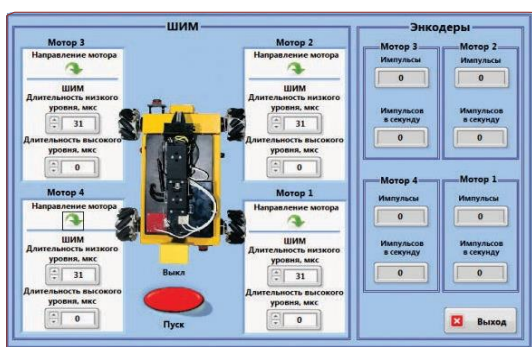 ШИМ
Мотор 3
Направление мотора
ШИМ
Длительность низкого
уровня, мкс
31
Длительность высокого
уровня, мкс
0
Мотор 2
Направление мотора
ШИМ
Длительность низкого
уровня, мкс
31
Длительность высокого
уровня, мкс
0
Мотор 4
Направление мотора
ШИМ
Длительность низкого
уровня, мкс
31
Длительность высокого
уровня, мкс
0
Выкл
Пуск
Мотор 1
Направление мотора
ШИМ
Длительность низкого
уровня, мкс
31
Длительность высокого
уровня, мкс
0
Энкодеры
Мотор 3
Импульсы
0
Импульсов
в секунду
0
Мотор 2
Импульсы
0
Импульсов
в секунду
0
Мотор 4
Импульсы
0
Импульсов
в секунду
0
Мотор 1
Импульсы
0
Импульсов
в секунду
0
Выход